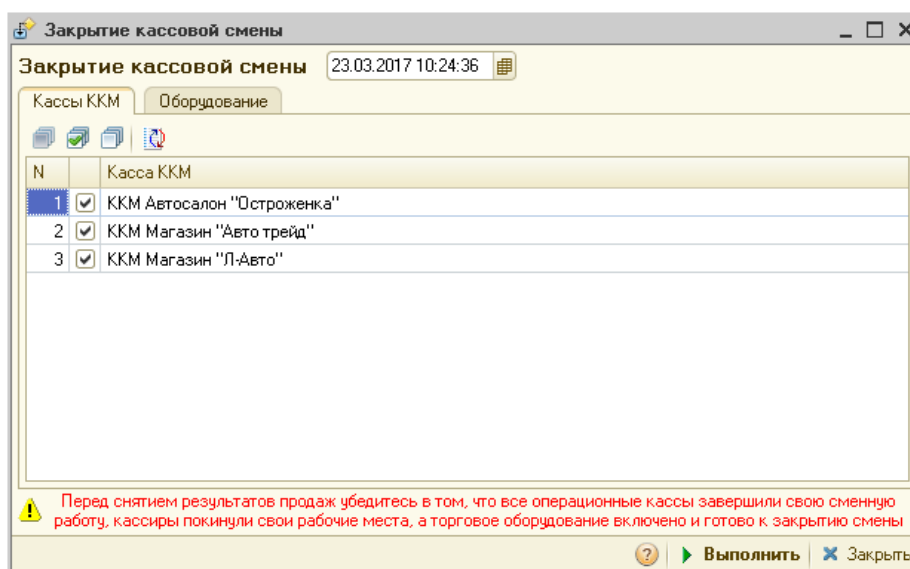 Закрытие кассовой смены
Закрытие кассовой смены 23.03.2017 10:24:36
Кассы ККМ Оборудование
N Касса ККМ
1 ККМ Автосалон "Остроженка"
2 ККМ Магазин "Авто трейд"
3 ККМ Магазин "Л-Авто"
Перед снятием результатов продаж убедитесь в том, что все операционные кассы завершили свою сменную
работу, кассиры покинули свои рабочие места, а торговое оборудование включено и готово к закрытию смены
? Выполнить Закрыть